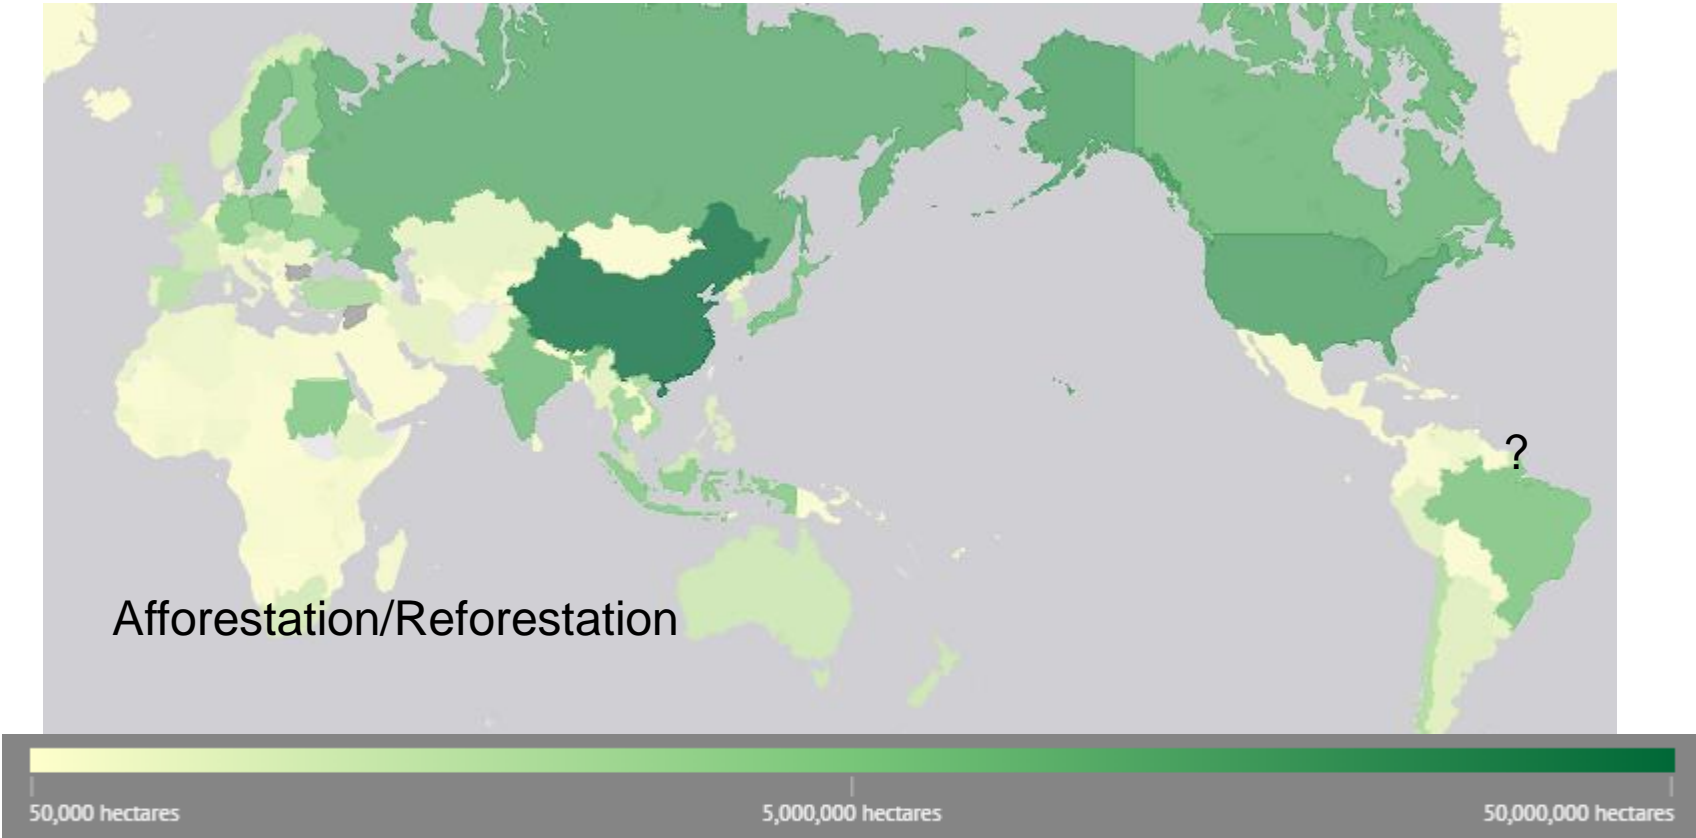 ?
Afforestation/Reforestation
50,000 hectares 5,000,000 hectares 50,000,000 hectares